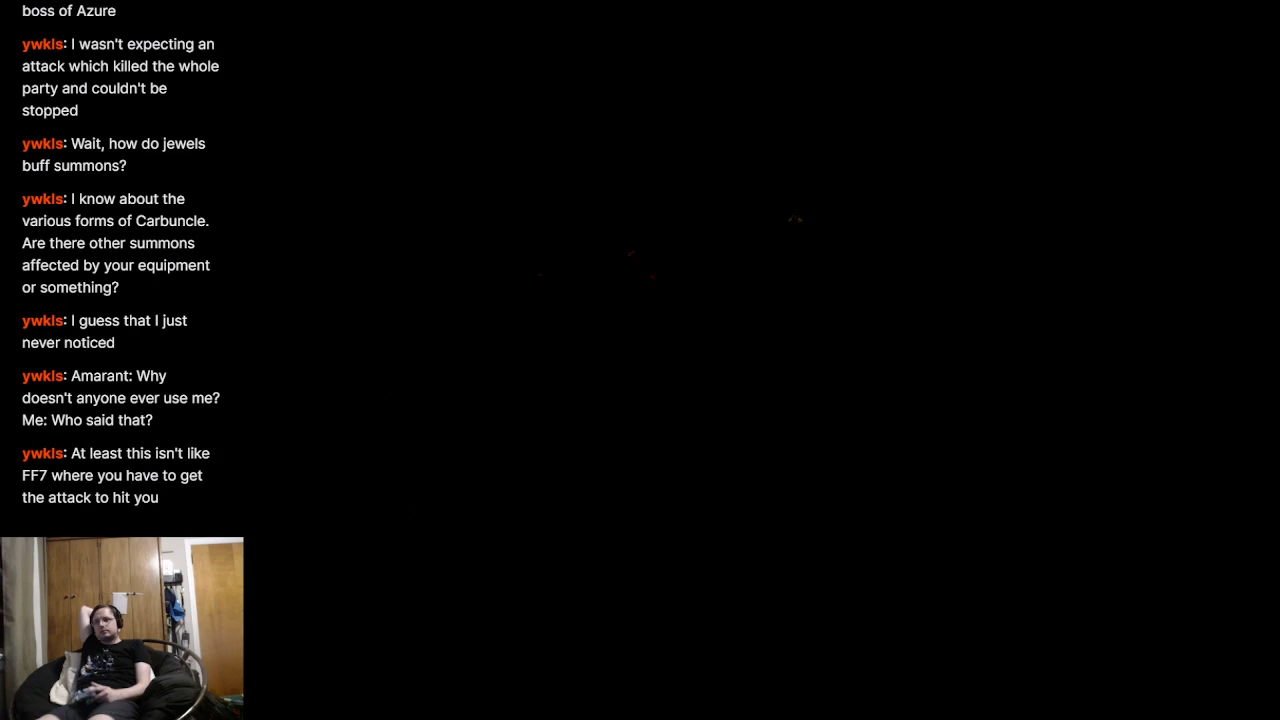 boss of Azure
ywkls: I wasn't expecting an
attack which killed the whole
party and couldn't be
stopped
ywkls: Wait, how do jewels
buff summons?
ywkls: I know about the
various forms of Carbuncle.
Are there other summons
affected by your equipment
or something?
ywkls: I guess that I just
never noticed
ywkls: Amarant: Why
doesn't anyone ever use me?
Me: Who said that?
ywkls: At least this isn't like
FF7 where you have to get
the attack to hit you